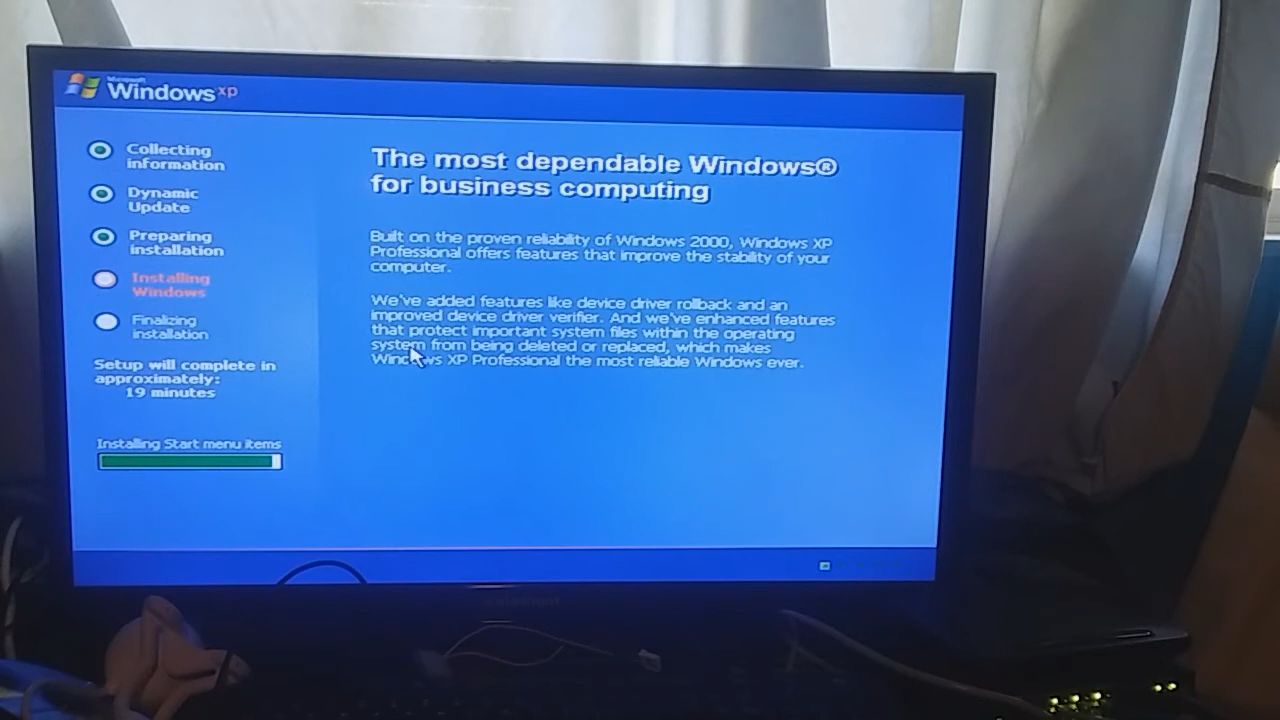 Microsoft
Windows xp
Collecting
information
Dynamic
Update
Preparing
installation
Installing
Windows
Finalizing
installation
Setup will complete in
approximately:
19 minutes
Installing Start menu items
The most dependable Windows®
for business computing
Built on the proven reliability of Windows 2000, Windows XP
Professional offers features that improve the stability of your
computer.
We've added features like device driver rollback and an
improved device driver verifier. And we've enhanced features
that protect important system files within the operating
system from being deleted or replaced, which makes
Windows XP Professional the most reliable Windows ever.